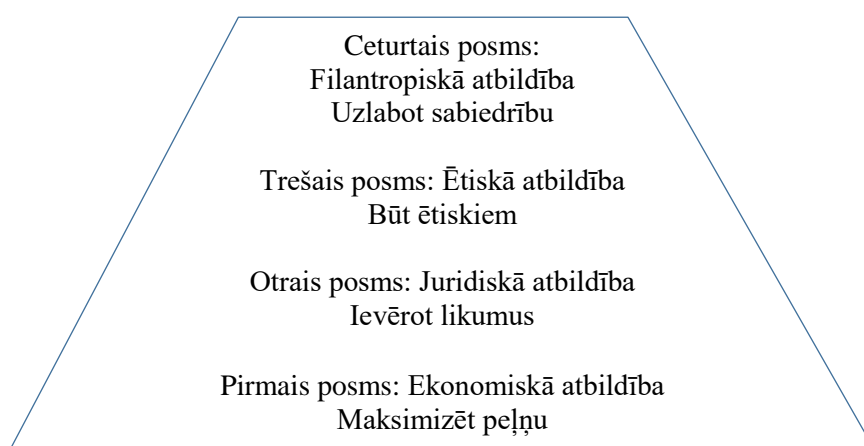 Ceturtais posms:
Filantropiskā atbildība
Uzlabot sabiedrību
Trešais posms: Ētiskā atbildība
Būt ētiskiem
Otrais posms: Juridiskā atbildība
Ievērot likumus
Pirmais posms: Ekonomiskā atbildība
Maksimizēt peļņu